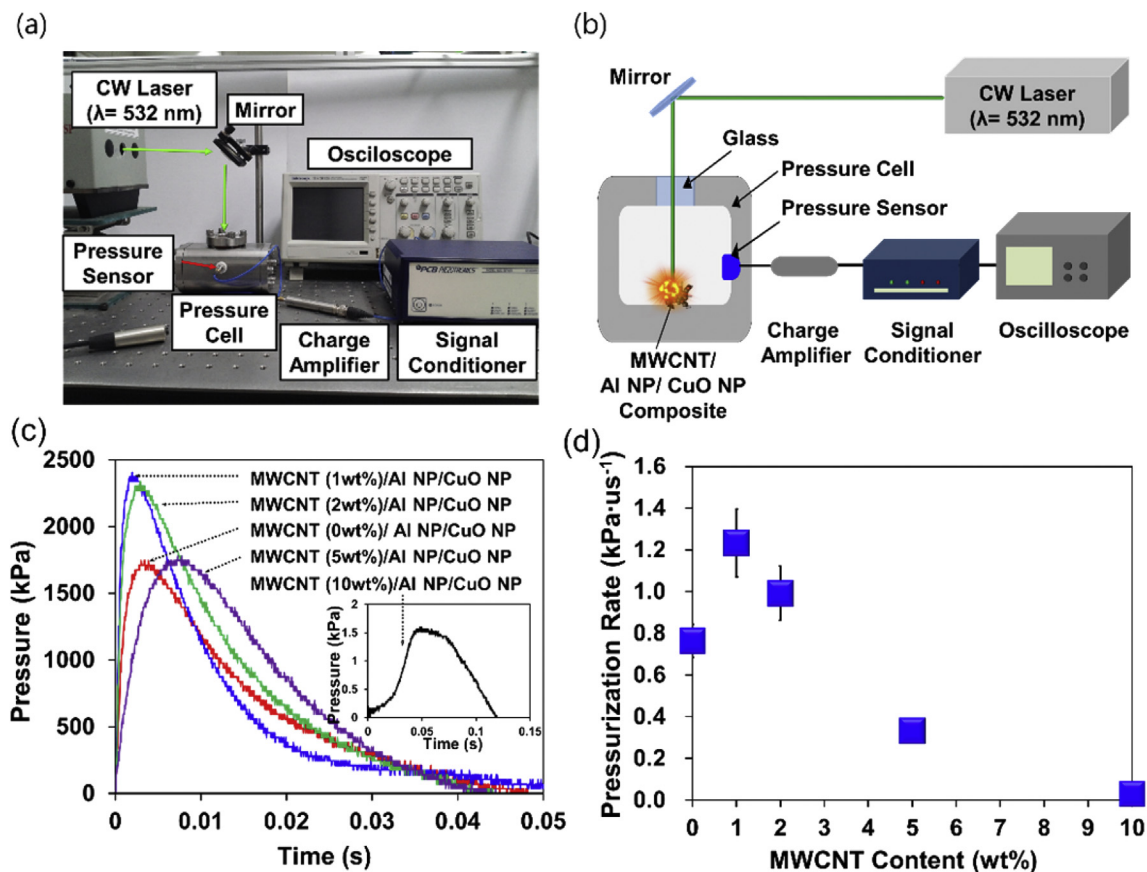 (a)
CW Laser
(λ= 532 nm)
Mirror
Osciloscope
Pressure
Sensor
Pressure
Cell
Charge
Amplifier
Signal
Conditioner
PCB PIEZOTRONICS
(b)
Mirror
CW Laser
(λ= 532 nm)
Glass
Pressure Cell
Pressure Sensor
MWCNT/
Al NP/ CuO NP
Composite
Charge
Amplifier
Signal
Conditioner
Oscilloscope
(c)
Pressure (kPa)
2500
2000
1500
1000
500
0
MWCNT (1wt%)/Al NP/CuO NP
MWCNT (2wt%)/Al NP/CuO NP
MWCNT (0wt%)/ Al NP/CuO NP
MWCNT (5wt%)/Al NP/CuO NP
MWCNT (10wt%)/Al NP/CuO NP
Pressure (kPa)
2
1.5
1
0.5
0
0 0.05 0.1 0.15
Time (s)
0 0.01 0.02 0.03 0.04 0.05
Time (s)
(d)
Pressurization Rate (kPa·us⁻¹)
1.6
1.4
1.2
1.0
0.8
0.6
0.4
0.2
0.0
0 1 2 3 4 5 6 7 8 9 10
MWCNT Content (wt%)